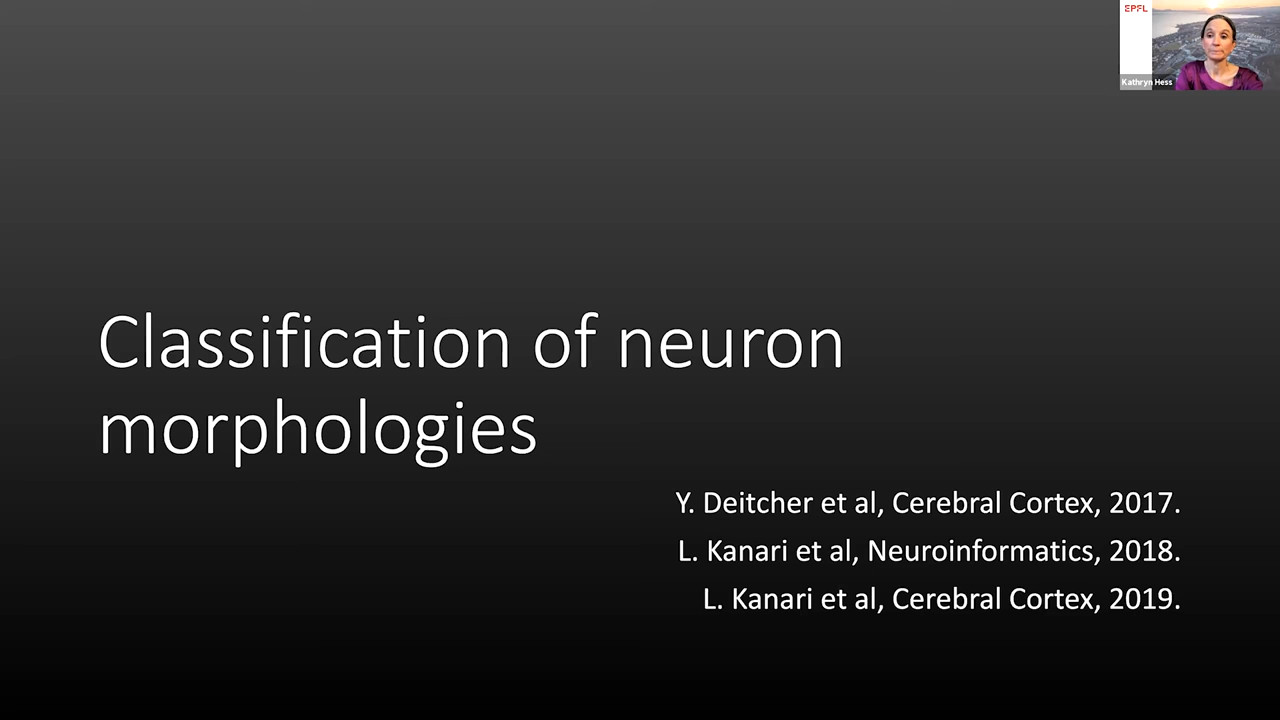 EPFL
Kathryn Hess
Classification of neuron
morphologies
Y. Deitcher et al, Cerebral Cortex, 2017.
L. Kanari et al, Neuroinformatics, 2018.
L. Kanari et al, Cerebral Cortex, 2019.